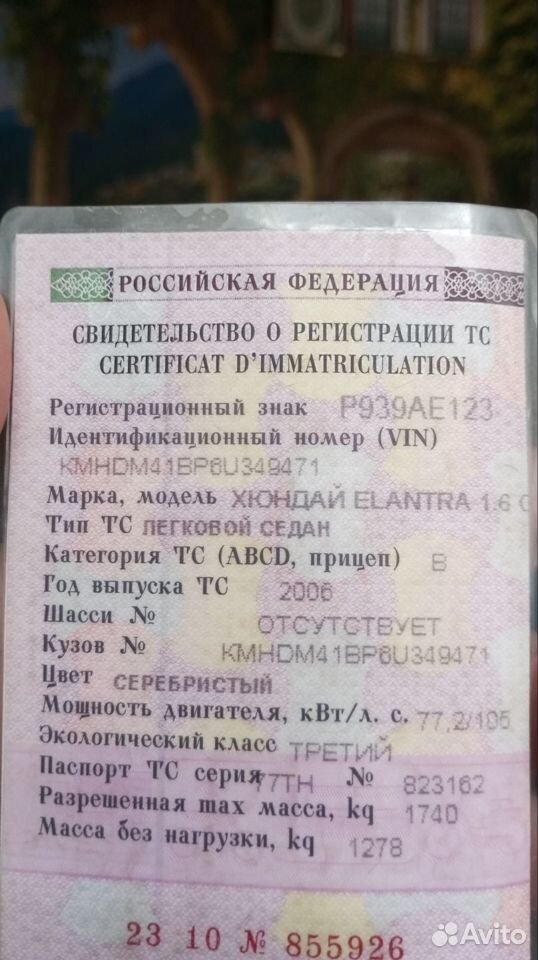 РОССИЙСКАЯ ФЕДЕРАЦИЯ
СВИДЕТЕЛЬСТВО О РЕГИСТРАЦИИ ТС
CERTIFICAT D'IMMATRICULATION
Регистрационный знак Р939АЕ123
Идентификационный номер (VIN)
KMHDM41BP6U349471
Марка, модель ХЮНДАЙ ELANTRA 1.6 G
Тип ТС ЛЕГКОВОЙ СЕДАН
Категория ТС (ABCD, прицеп) B
Год выпуска ТС 2006
Шасси № ОТСУТСТВУЕТ
Кузов № KMHDM41BP6U349471
Цвет СЕРЕБРИСТЫЙ
Мощность двигателя, кВт/л. с. 77,2/105
Экологический класс ТРЕТИЙ
Паспорт ТС серия 77ТН № 823162
Разрешенная max масса, kg 1740
Масса без нагрузки, kg 1278
23 10 № 855926
Avito